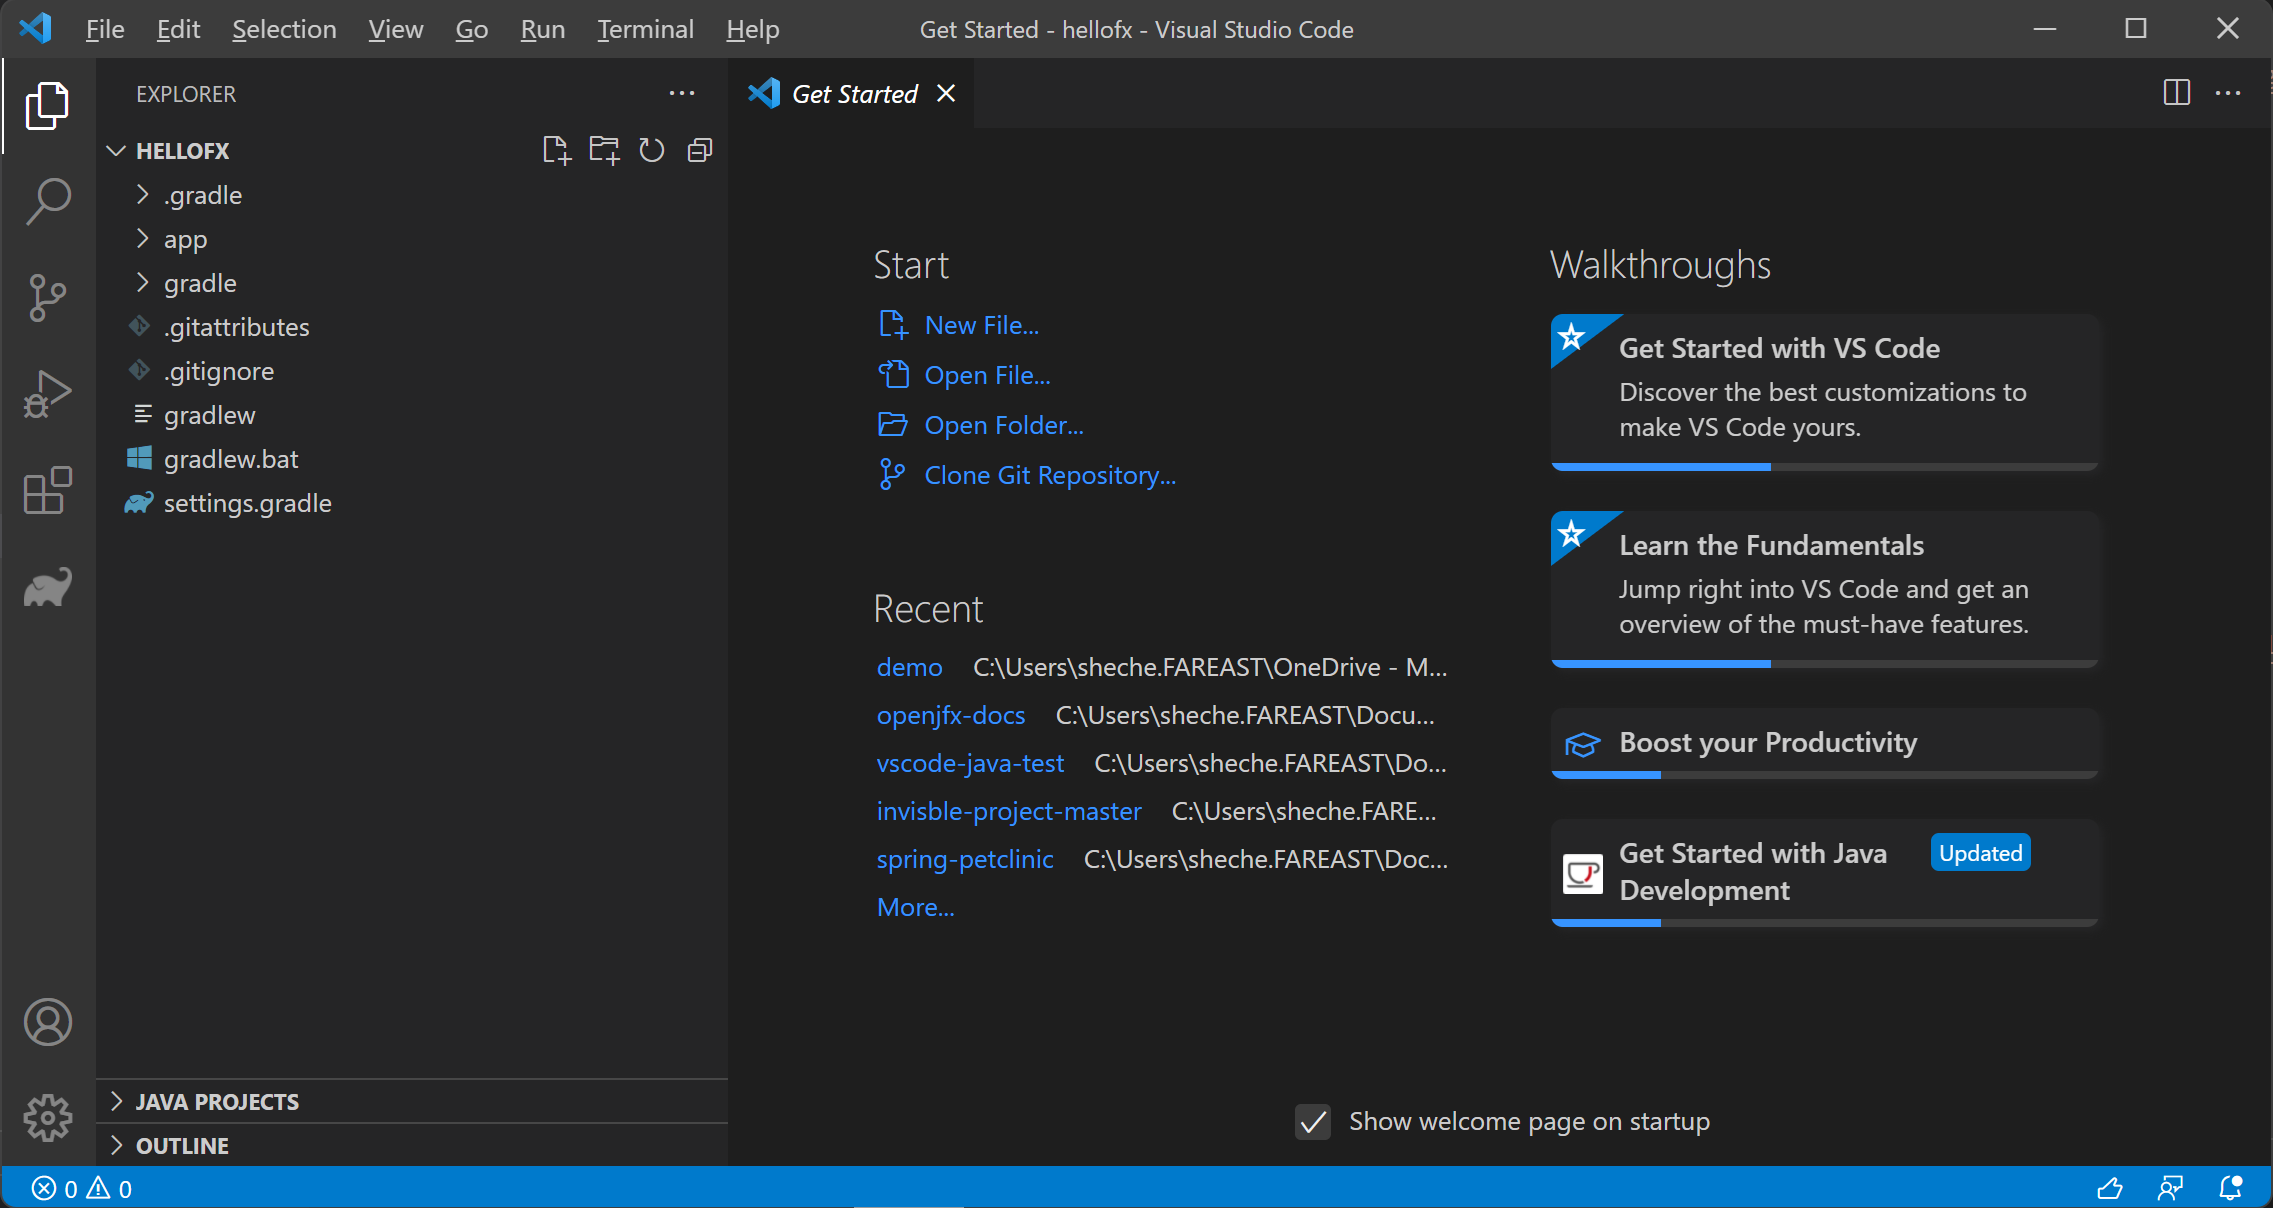 File Edit Selection View Go Run Terminal Help
Get Started - hellofx - Visual Studio Code
EXPLORER
HELLOFX
.gradle
app
gradle
.gitattributes
.gitignore
gradlew
gradlew.bat
settings.gradle
JAVA PROJECTS
OUTLINE
Get Started
Start
New File...
Open File...
Open Folder...
Clone Git Repository...
Recent
demo C:\Users\sheche.FAREAST\OneDrive - M...
openjfx-docs C:\Users\sheche.FAREAST\Docu...
vscode-java-test C:\Users\sheche.FAREAST\Do...
invisble-project-master C:\Users\sheche.FARE...
spring-petclinic C:\Users\sheche.FAREAST\Doc...
More...
Walkthroughs
Get Started with VS Code
Discover the best customizations to
make VS Code yours.
Learn the Fundamentals
Jump right into VS Code and get an
overview of the must-have features.
Boost your Productivity
Get Started with Java Updated
Development
Show welcome page on startup
0 0